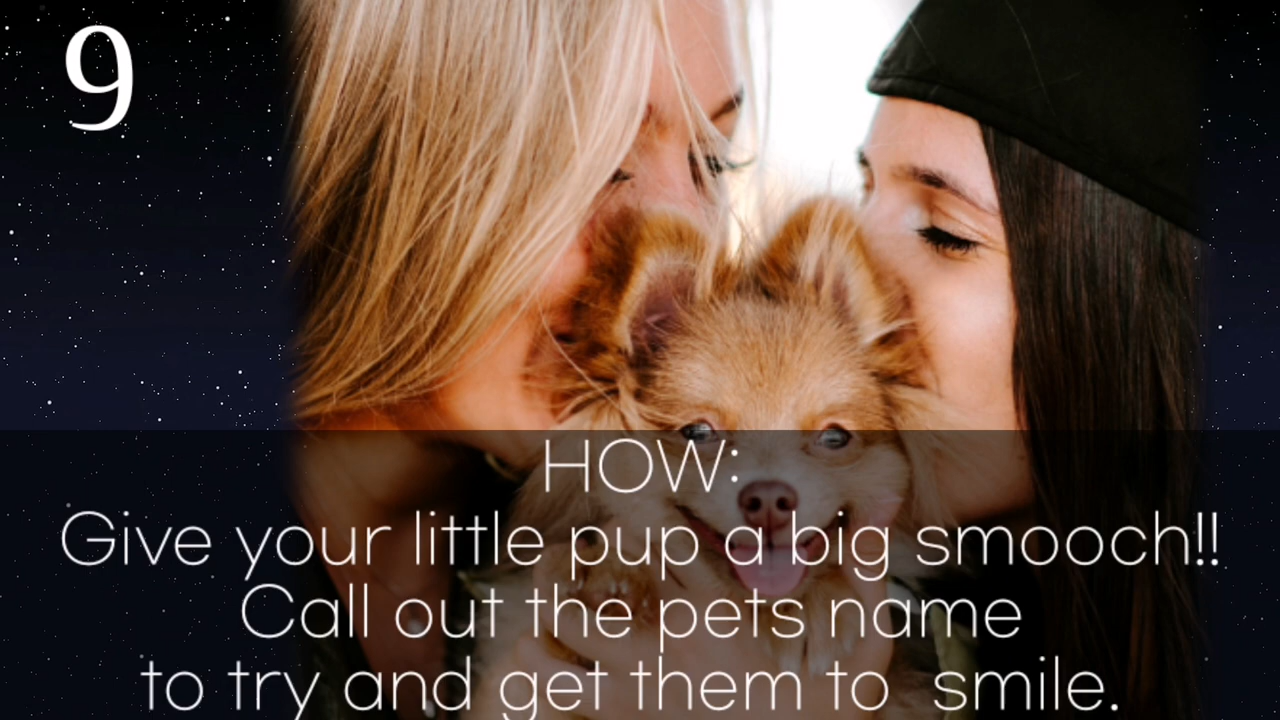 9
HOW:
Give your little pup a big smooch!!
Call out the pets name
to try and get them to  smile.